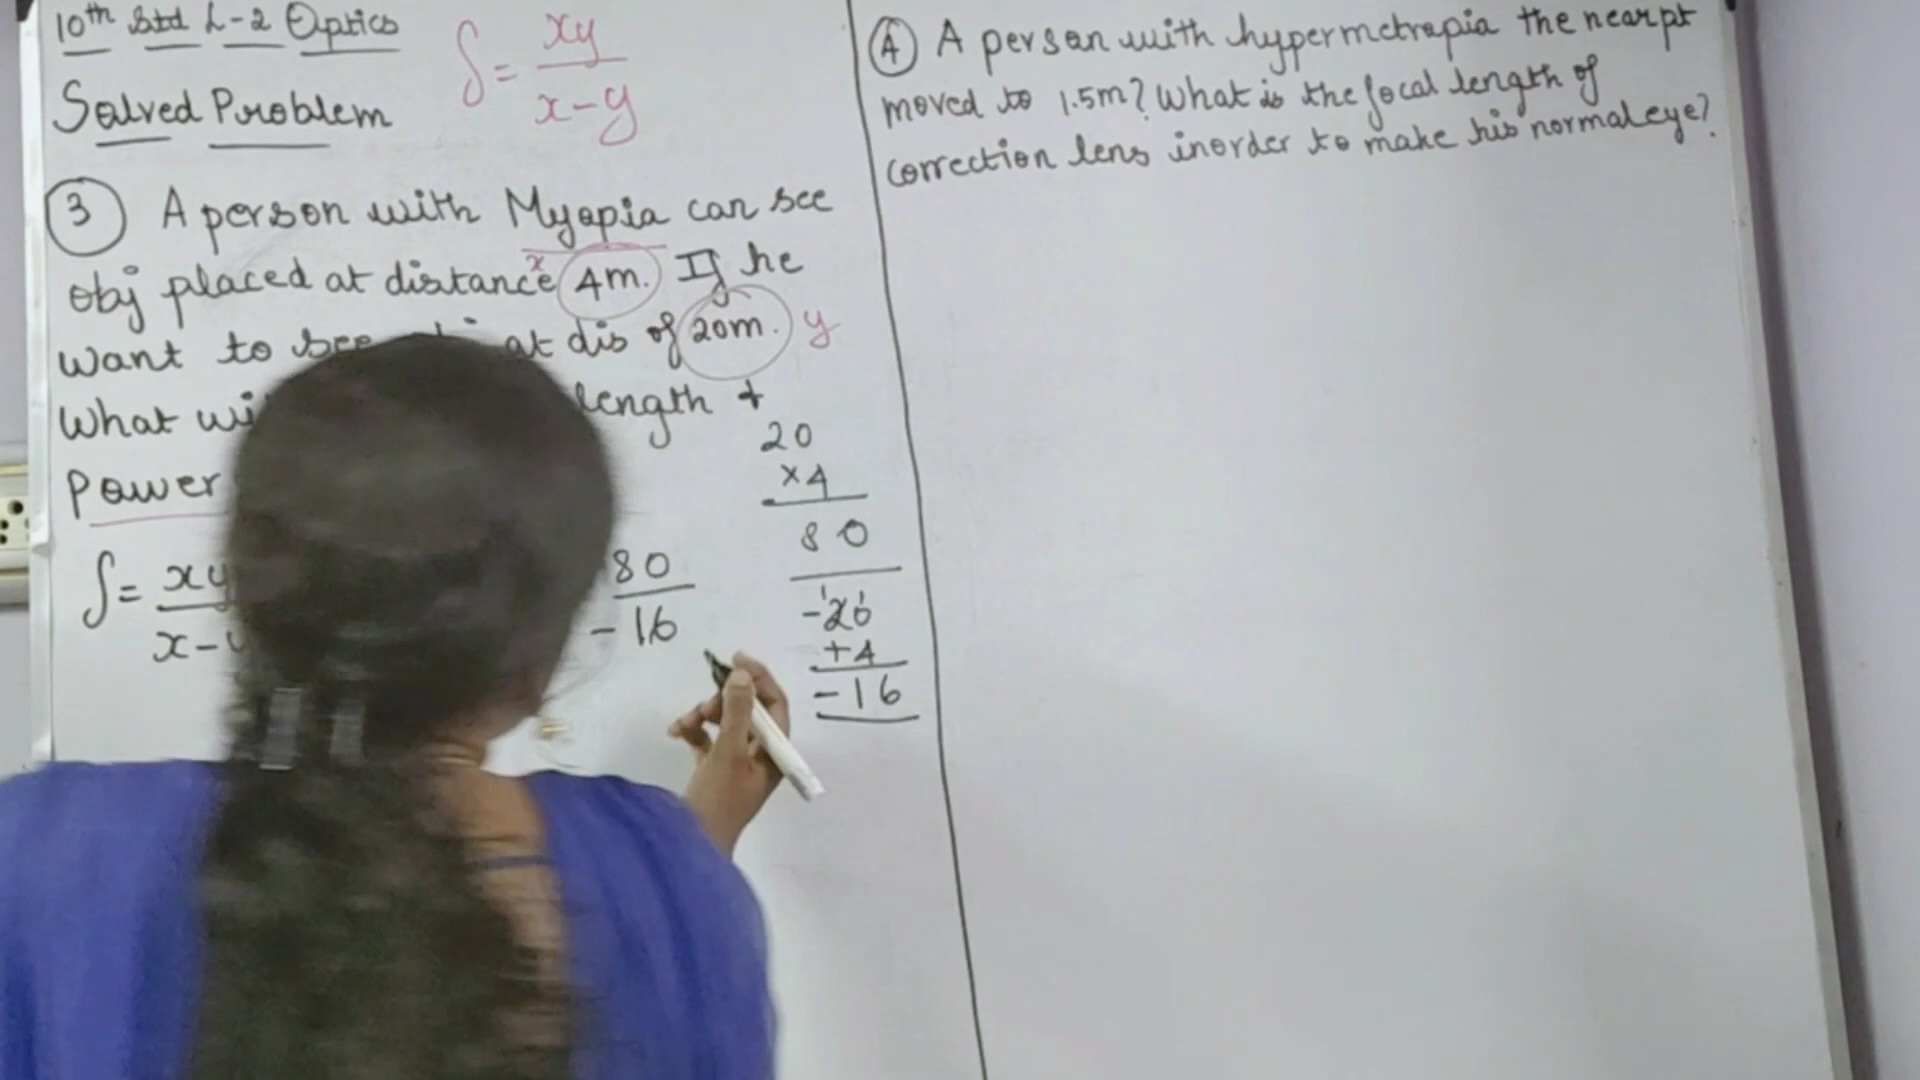 10th Std L-2 Optics
Solved Problem
f = xy / x-y
3 A person with Myopia can see
obj placed at distance x 4m. If he
want to see at dis of 20m. y
What length +
Power
f = xy / x-
80 / -16
20
×4
80
-20
+4
-16
4 A person with hypermetropia the near pt
moved to 1.5m? What is the focal length of
correction lens inorder to make his normal eye?